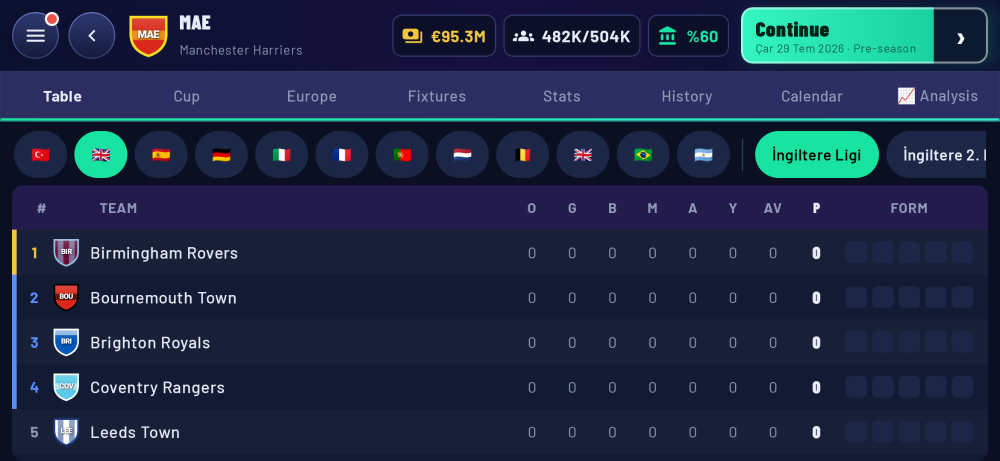 MAE
MAE
Manchester Harriers
€95.3M
482K/504K
%60
Continue
Çar 29 Tem 2026 · Pre-season
Table
Cup
Europe
Fixtures
Stats
History
Calendar
Analysis
İngiltere Ligi
İngiltere 2.
# TEAM O G B M A Y AV P FORM
1 BIR Birmingham Rovers 0 0 0 0 0 0 0 0
2 BOU Bournemouth Town 0 0 0 0 0 0 0 0
3 BRI Brighton Royals 0 0 0 0 0 0 0 0
4 COV Coventry Rangers 0 0 0 0 0 0 0 0
5 LEE Leeds Town 0 0 0 0 0 0 0 0